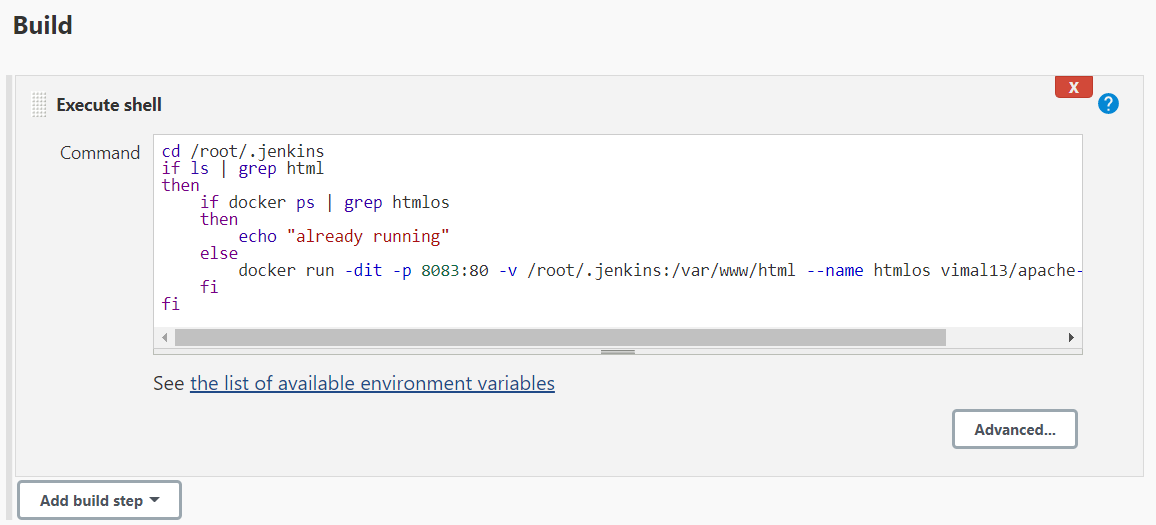 Build
Execute shell
X
?
Command
cd /root/.jenkins
if ls | grep html
then
    if docker ps | grep htmlos
    then
        echo "already running"
    else
        docker run -dit -p 8083:80 -v /root/.jenkins:/var/www/html --name htmlos vimal13/apache-
    fi
fi
See the list of available environment variables
Advanced...
Add build step